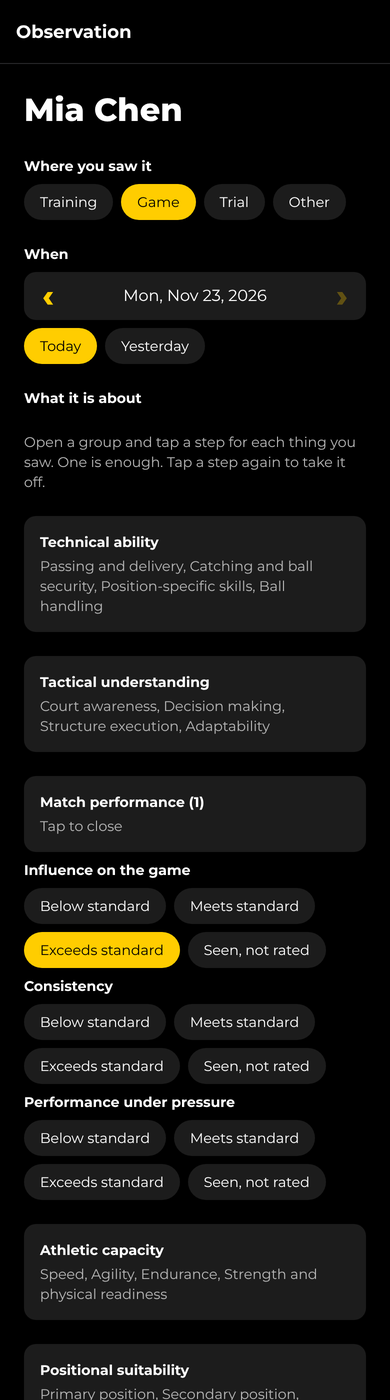 Observation
Mia Chen
Where you saw it
Training
Game
Trial
Other
When
‹ Mon, Nov 23, 2026 ›
Today
Yesterday
What it is about
Open a group and tap a step for each thing you
saw. One is enough. Tap a step again to take it
off.
Technical ability
Passing and delivery, Catching and ball
security, Position-specific skills, Ball
handling
Tactical understanding
Court awareness, Decision making,
Structure execution, Adaptability
Match performance (1)
Tap to close
Influence on the game
Below standard
Meets standard
Exceeds standard
Seen, not rated
Consistency
Below standard
Meets standard
Exceeds standard
Seen, not rated
Performance under pressure
Below standard
Meets standard
Exceeds standard
Seen, not rated
Athletic capacity
Speed, Agility, Endurance, Strength and
physical readiness
Positional suitability
Primary position, Secondary position,